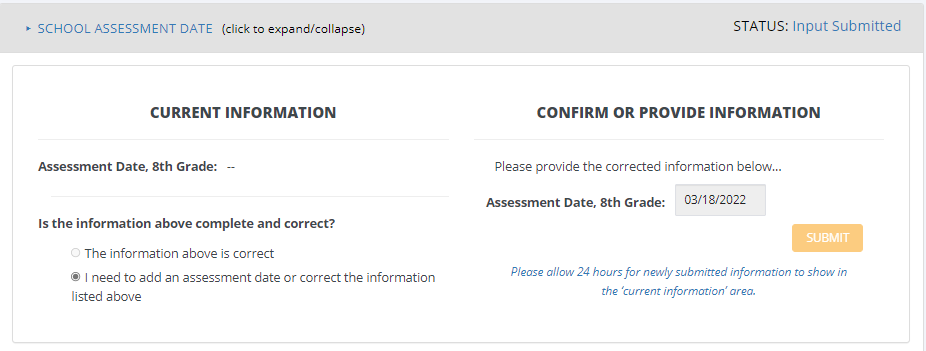 SCHOOL ASSESSMENT DATE (click to expand/collapse)
STATUS: Input Submitted
CURRENT INFORMATION
Assessment Date, 8th Grade: --
Is the information above complete and correct?
The information above is correct
I need to add an assessment date or correct the information
listed above
CONFIRM OR PROVIDE INFORMATION
Please provide the corrected information below...
Assessment Date, 8th Grade: 03/18/2022
SUBMIT
Please allow 24 hours for newly submitted information to show in
the 'current information' area.